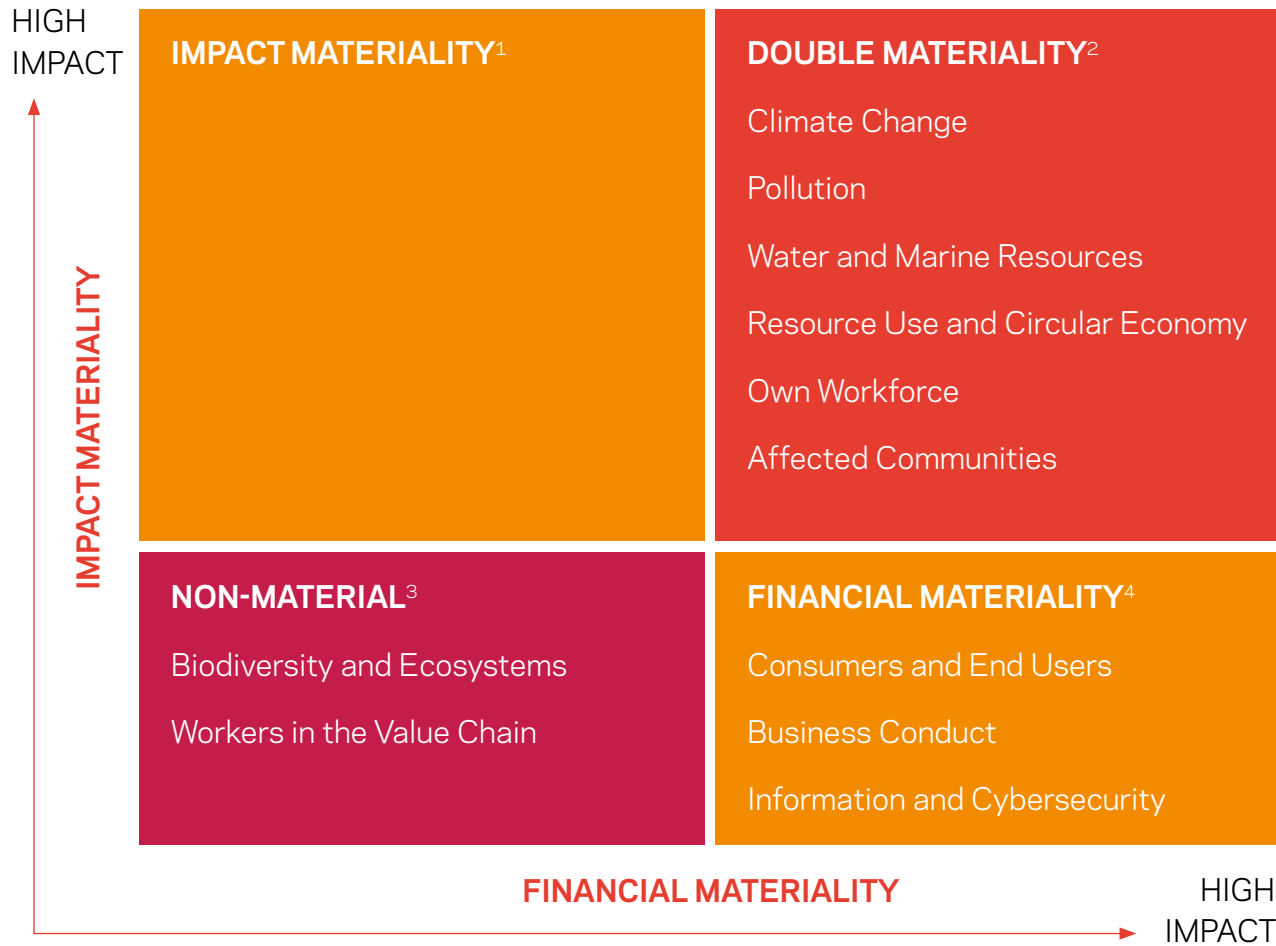 HIGH
IMPACT
IMPACT MATERIALITY
IMPACT MATERIALITY¹
DOUBLE MATERIALITY²
Climate Change
Pollution
Water and Marine Resources
Resource Use and Circular Economy
Own Workforce
Affected Communities
NON-MATERIAL³
Biodiversity and Ecosystems
Workers in the Value Chain
FINANCIAL MATERIALITY⁴
Consumers and End Users
Business Conduct
Information and Cybersecurity
FINANCIAL MATERIALITY
HIGH
IMPACT